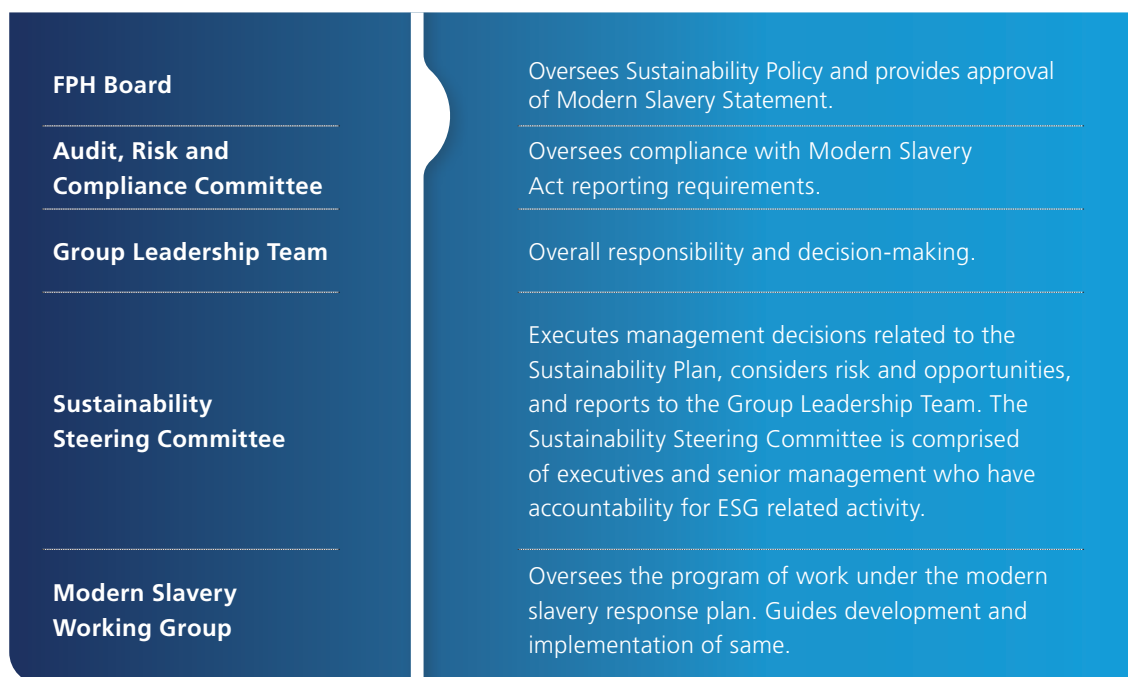 FPH Board
Oversees Sustainability Policy and provides approval
of Modern Slavery Statement.
Audit, Risk and
Compliance Committee
Oversees compliance with Modern Slavery
Act reporting requirements.
Group Leadership Team
Overall responsibility and decision-making.
Sustainability
Steering Committee
Executes management decisions related to the
Sustainability Plan, considers risk and opportunities,
and reports to the Group Leadership Team. The
Sustainability Steering Committee is comprised
of executives and senior management who have
accountability for ESG related activity.
Modern Slavery
Working Group
Oversees the program of work under the modern
slavery response plan. Guides development and
implementation of same.